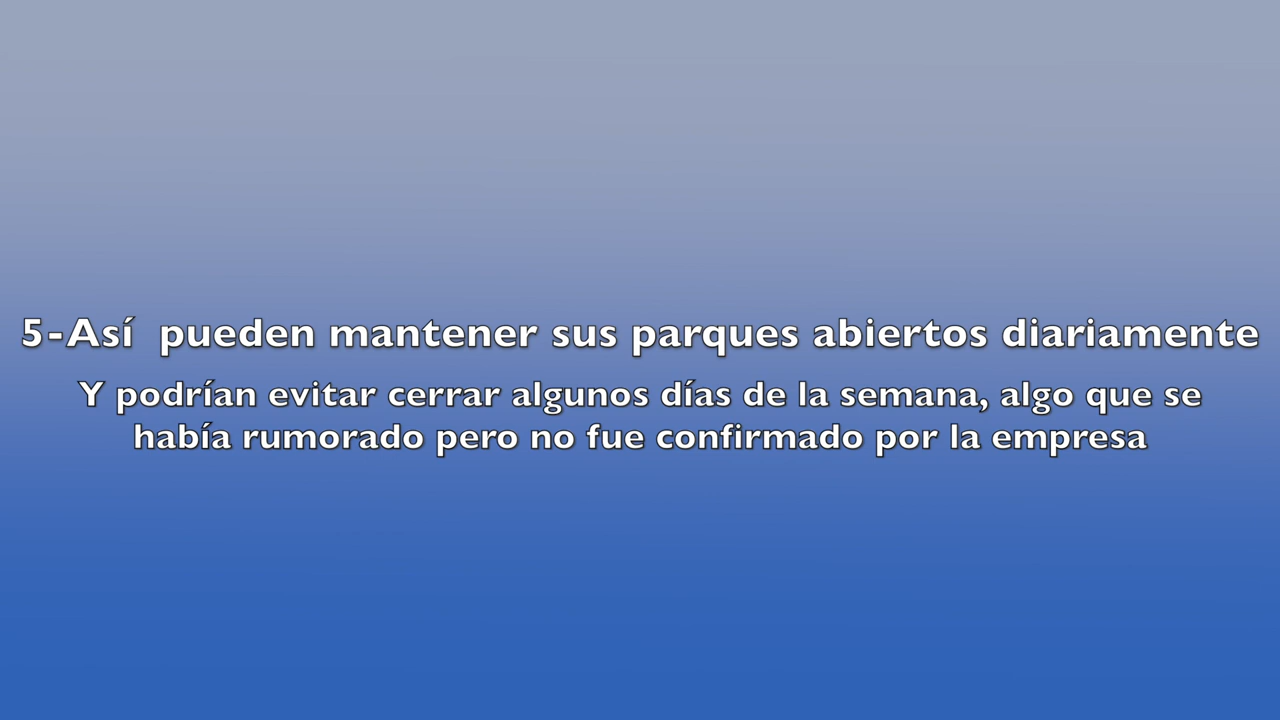 5-Así  pueden mantener sus parques abiertos diariamente
Y podrían evitar cerrar algunos días de la semana, algo que se
había rumorado pero no fue confirmado por la empresa